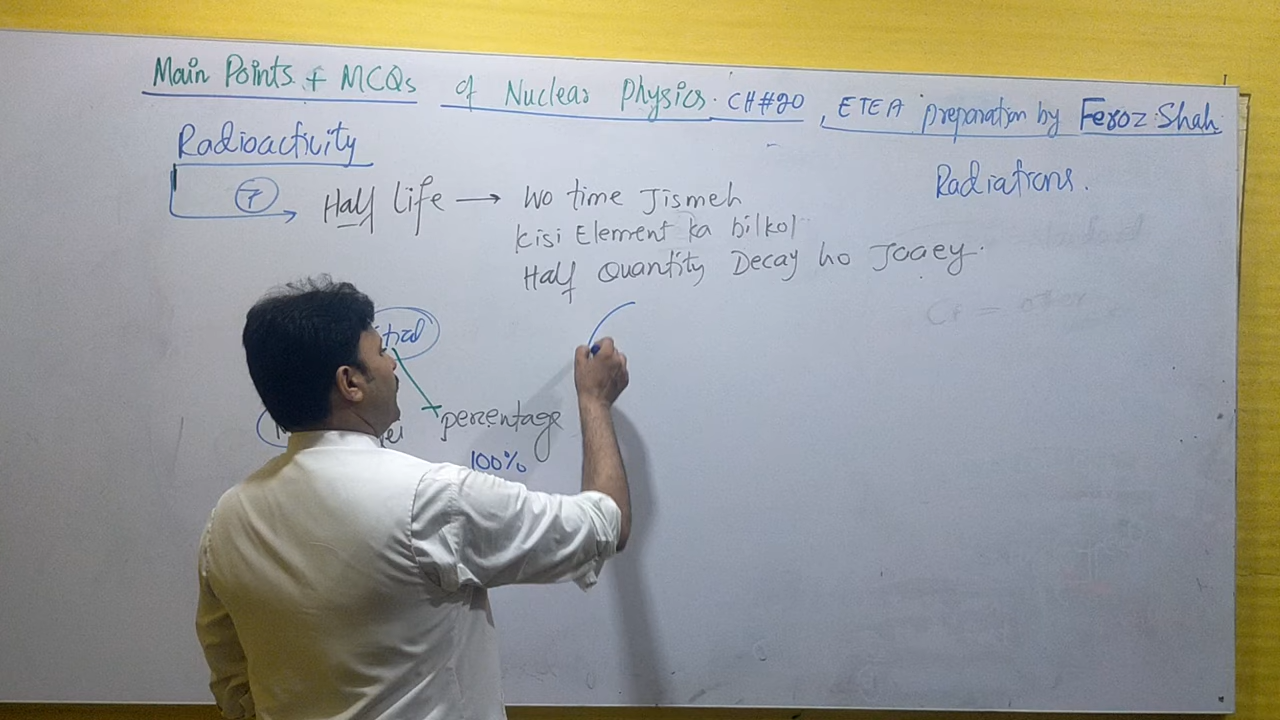 Main Points + MCQs of Nuclear Physics. CH#20, ETEA preparation by Feroz Shah
Radioactivity
Radiations.
7 Half life → Wo time Jismeh
Kisi Element ka bilkol
Half Quantity Decay ho Jaaey.
percentage
100%